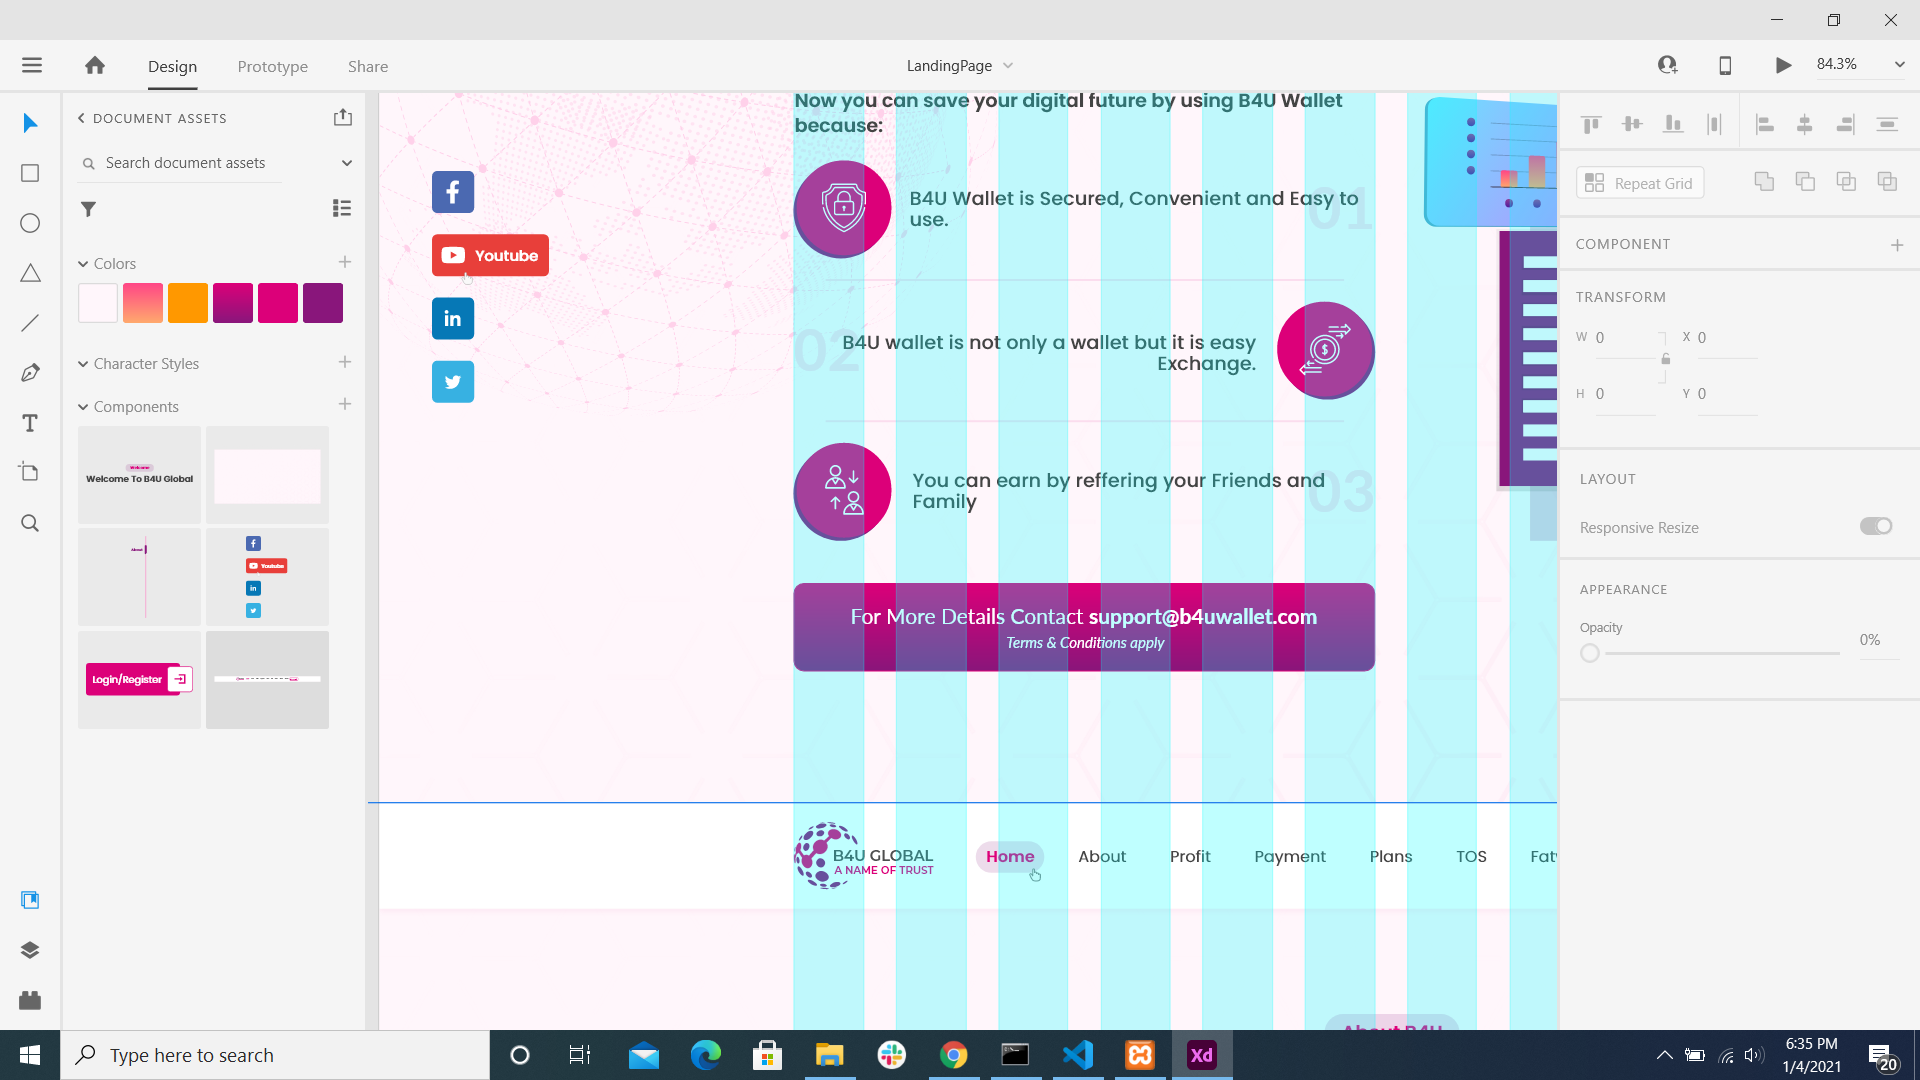 Design
Prototype
Share
LandingPage
84.3%
DOCUMENT ASSETS
Search document assets
Colors
Character Styles
Components
Welcome
Welcome To B4U Global
About
Youtube
in
Login/Register
Youtube
in
Now you can save your digital future by using B4U Wallet
because:
01
B4U Wallet is Secured, Convenient and Easy to
use.
02
B4U wallet is not only a wallet but it is easy
Exchange.
$
03
You can earn by reffering your Friends and
Family
For More Details Contact support@b4uwallet.com
Terms & Conditions apply
B4U GLOBAL
A NAME OF TRUST
Home
About
Profit
Payment
Plans
TOS
About B4U
Repeat Grid
COMPONENT
TRANSFORM
W 0
X 0
H 0
Y 0
LAYOUT
Responsive Resize
APPEARANCE
Opacity
0%
Type here to search
Xd
6:35 PM
1/4/2021
20